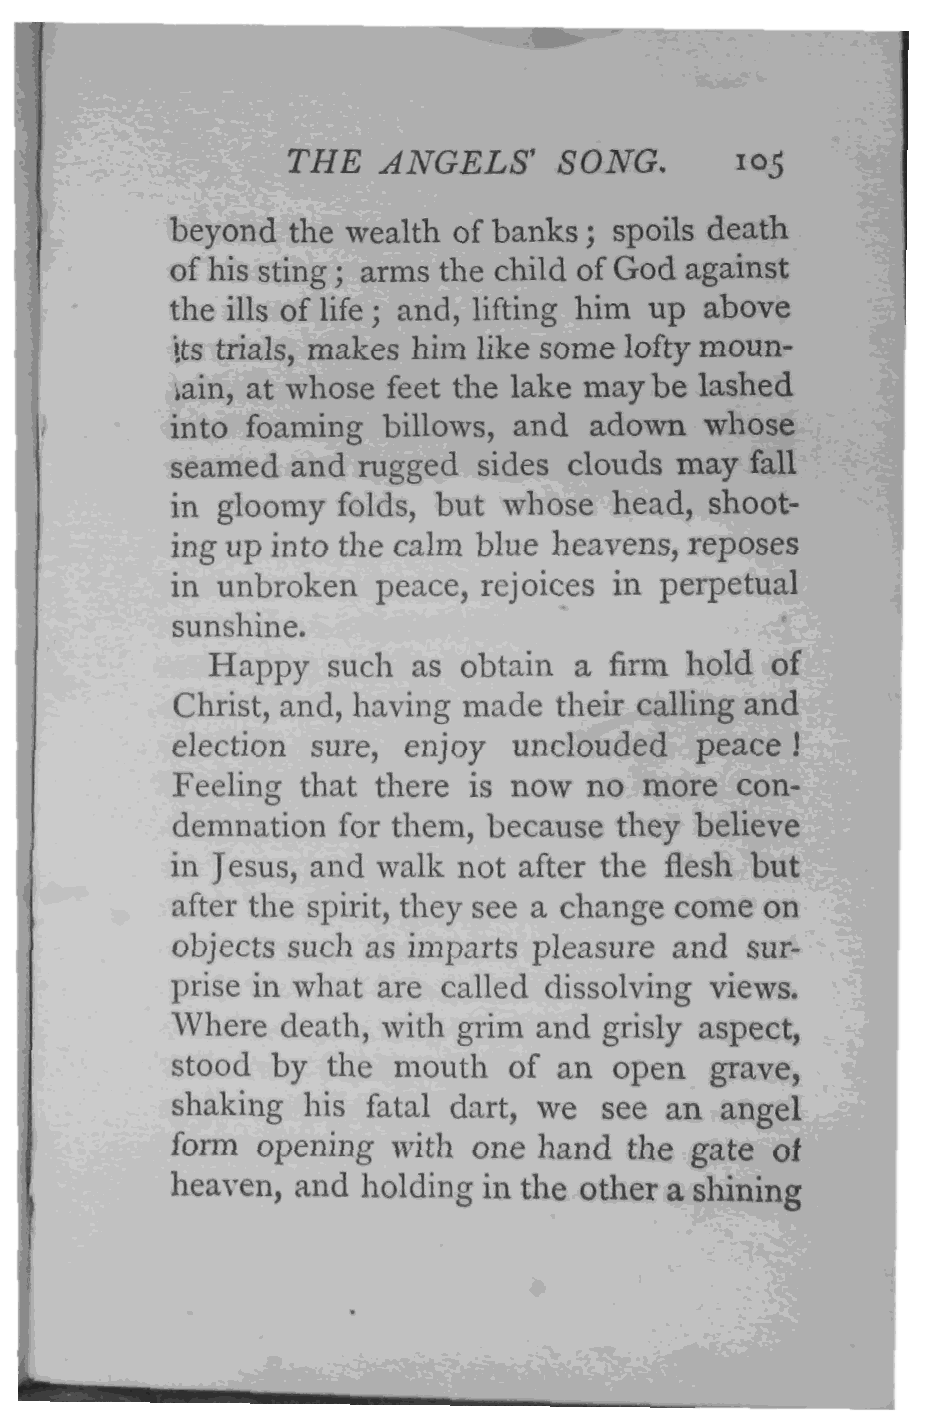 THE ANGELS' SONG. 105
beyond the wealth of banks; spoils death
of his sting; arms the child of God against
the ills of life; and, lifting him up above
its trials, makes him like some lofty moun-
tain, at whose feet the lake may be lashed
into foaming billows, and adown whose
seamed and rugged sides clouds may fall
in gloomy folds, but whose head, shoot-
ing up into the calm blue heavens, reposes
in unbroken peace, rejoices in perpetual
sunshine.
Happy such as obtain a firm hold of
Christ, and, having made their calling and
election sure, enjoy unclouded peace!
Feeling that there is now no more con-
demnation for them, because they believe
in Jesus, and walk not after the flesh but
after the spirit, they see a change come on
objects such as imparts pleasure and sur-
prise in what are called dissolving views.
Where death, with grim and grisly aspect,
stood by the mouth of an open grave,
shaking his fatal dart, we see an angel
form opening with one hand the gate of
heaven, and holding in the other a shining